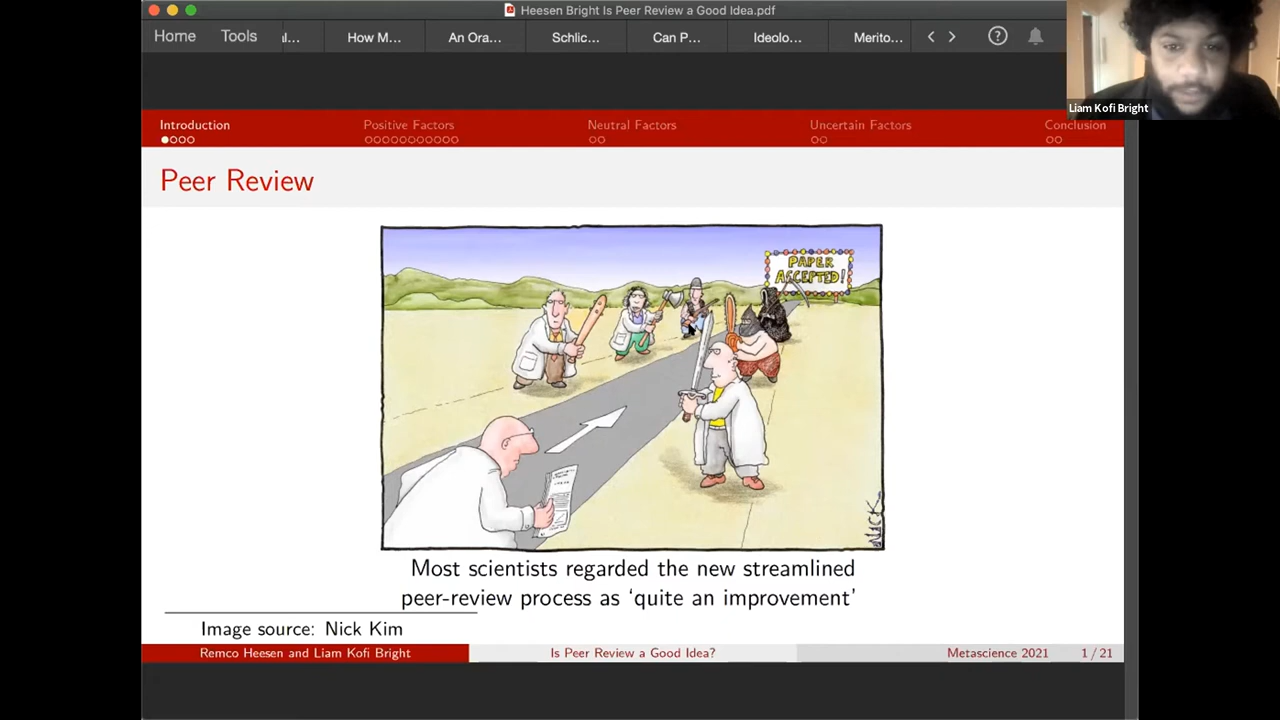 Heesen Bright Is Peer Review a Good Idea.pdf
Home Tools l... How M... An Ora... Schlic... Can P... Ideolo... Merito...
Liam Kofi Bright
Introduction Positive Factors Neutral Factors Uncertain Factors Conclusion
Peer Review
PAPER
ACCEPTED!
NICK
Most scientists regarded the new streamlined
peer-review process as ‘quite an improvement’
Image source: Nick Kim
Remco Heesen and Liam Kofi Bright Is Peer Review a Good Idea? Metascience 2021 1 / 21